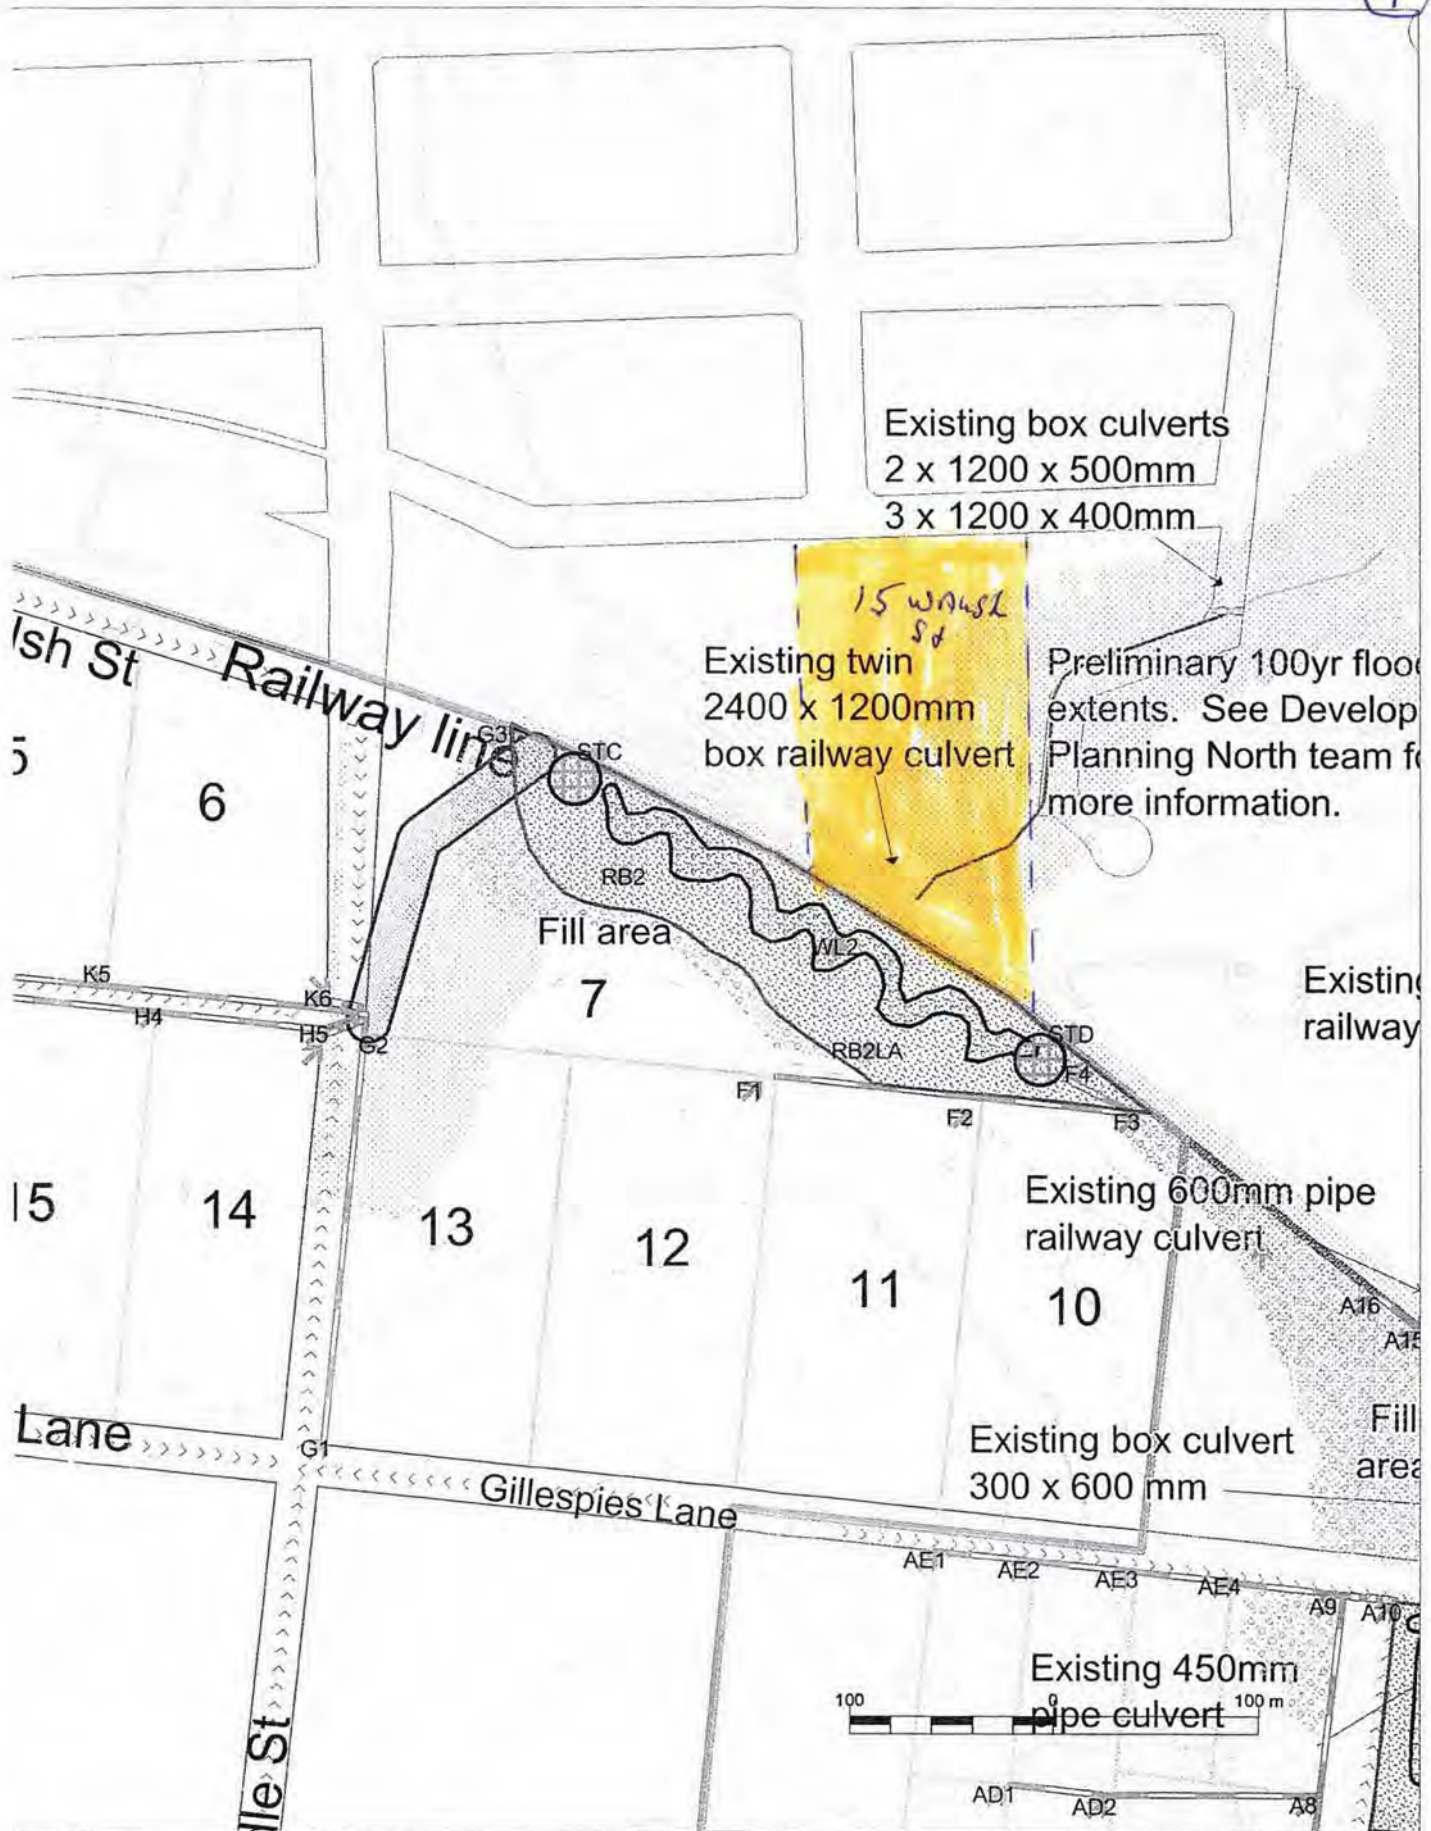 1
Existing box culverts
2 x 1200 x 500mm
3 x 1200 x 400mm
15 WALSH
St
lsh St
Railway line
Existing twin
2400 x 1200mm
box railway culvert
Preliminary 100yr floo
extents. See Develop
Planning North team fo
more information.
G3
STC
5
6
RB2
Fill area
WL2
7
K5
K6
H4
H5
G2
Existing
railway
STD
RB2LA
F4
F1
F2
F3
15
14
13
12
11
10
Existing 600mm pipe
railway culvert
A16
A15
Lane
G1
Gillespies Lane
Existing box culvert
300 x 600 mm
Fill
area
AE1
AE2
AE3
AE4
A9
A10
Existing 450mm
pipe culvert
100
0
100 m
dle St
AD1
AD2
A8